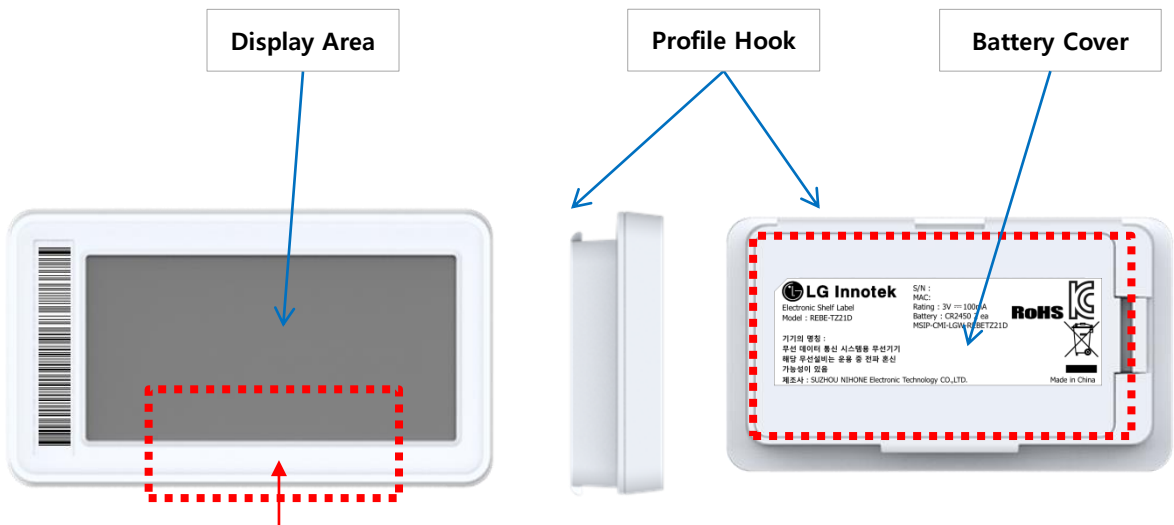 Display Area
Profile Hook
Battery Cover
LG Innotek
Electronic Shelf Label
Model : REBE-TZ21D
기기의 명칭 :
무선 데이터 통신 시스템용 무선기기
해당 무선설비는 운용 중 전파 혼신
가능성이 있음
제조사 : SUZHOU NIHONE Electronic Technology CO,.LTD.
S/N :
MAC:
Rating : 3V ⎓ 100mA
Battery : CR2450 ea
MSIP-CMI-LGW-REBETZ21D
RoHS
Made in China